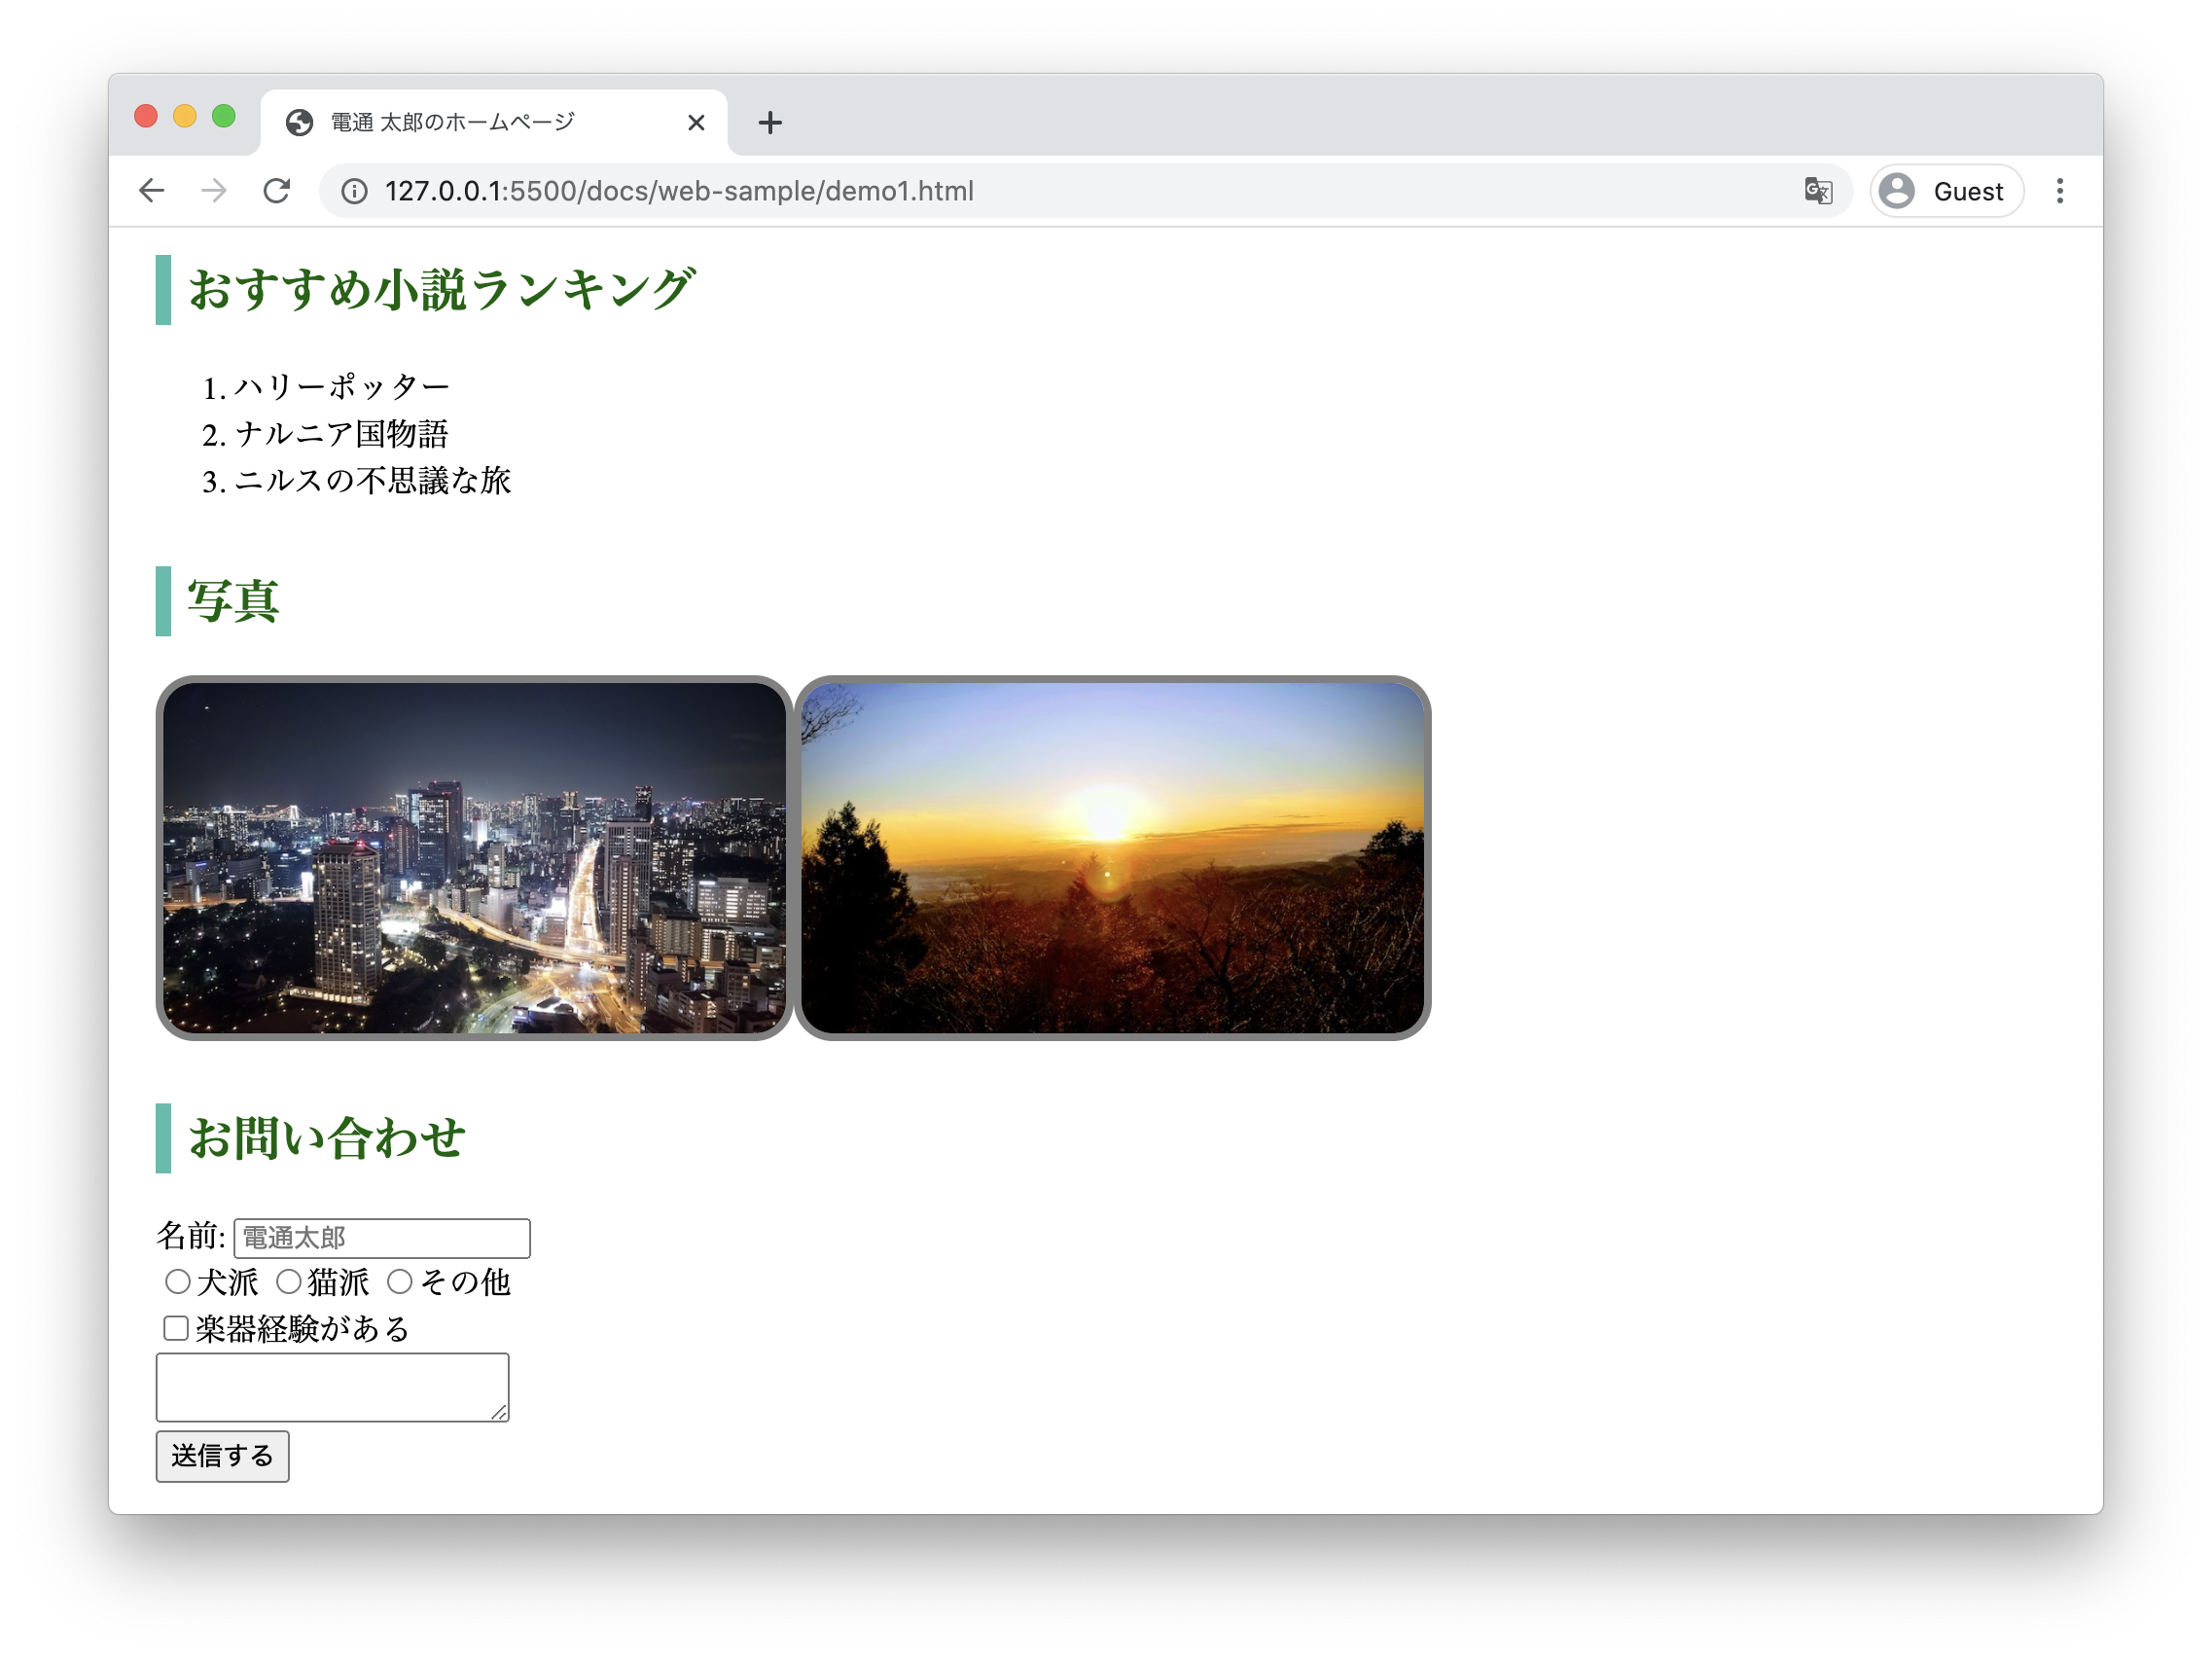 電通 太郎のホームページ
127.0.0.1:5500/docs/web-sample/demo1.html
Guest
おすすめ小説ランキング
1. ハリーポッター
2. ナルニア国物語
3. ニルスの不思議な旅
写真
お問い合わせ
名前: 電通太郎
犬派 猫派 その他
楽器経験がある
送信する